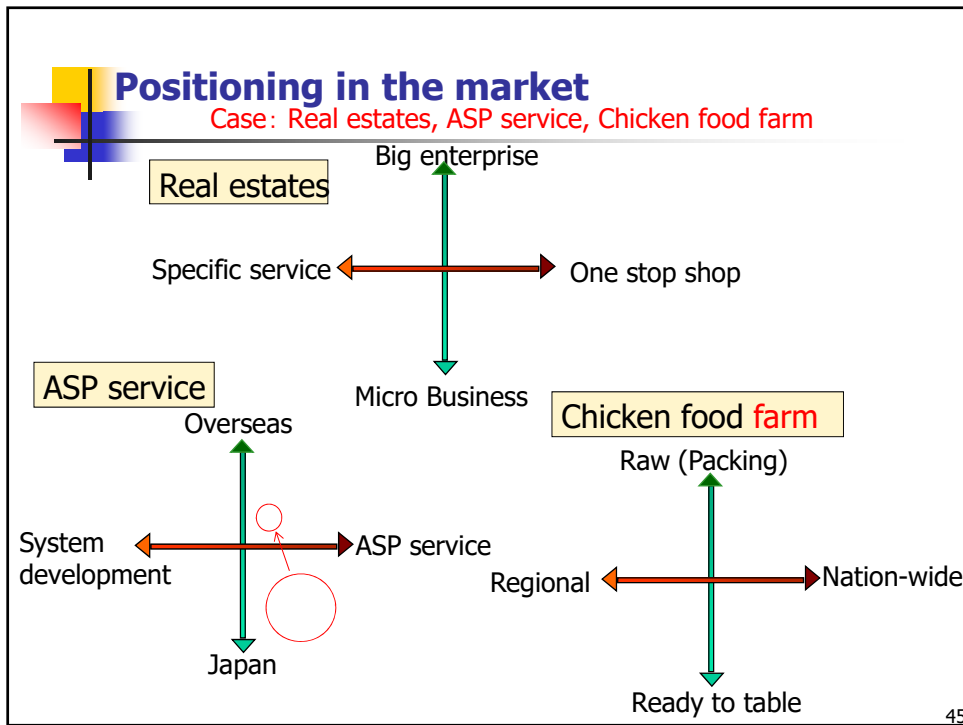 Positioning in the market
Case: Real estates, ASP service, Chicken food farm
Big enterprise
Real estates
Specific service
One stop shop
Micro Business
ASP service
Overseas
System
development
ASP service
Japan
Chicken food farm
Raw (Packing)
Regional
Nation-wide
Ready to table
45